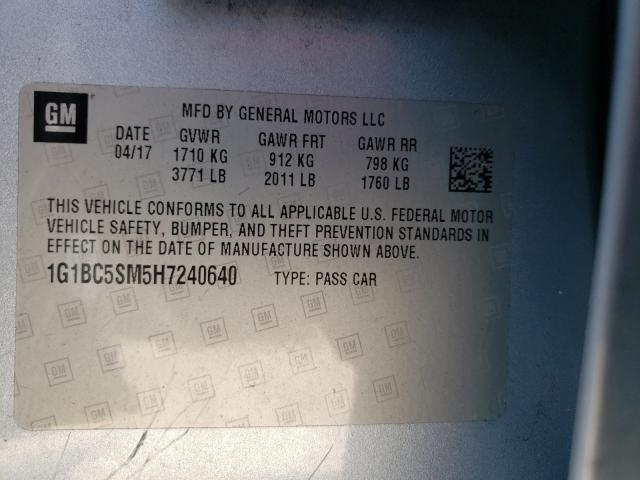 GM
MFD BY GENERAL MOTORS LLC
DATE GVWR GAWR FRT GAWR RR
04/17 1710 KG 912 KG 798 KG
3771 LB 2011 LB 1760 LB
THIS VEHICLE CONFORMS TO ALL APPLICABLE U.S. FEDERAL MOTOR
VEHICLE SAFETY, BUMPER, AND THEFT PREVENTION STANDARDS IN
EFFECT ON THE DATE OF MANUFACTURE SHOWN ABOVE.
1G1BC5SM5H7240640 TYPE: PASS CAR